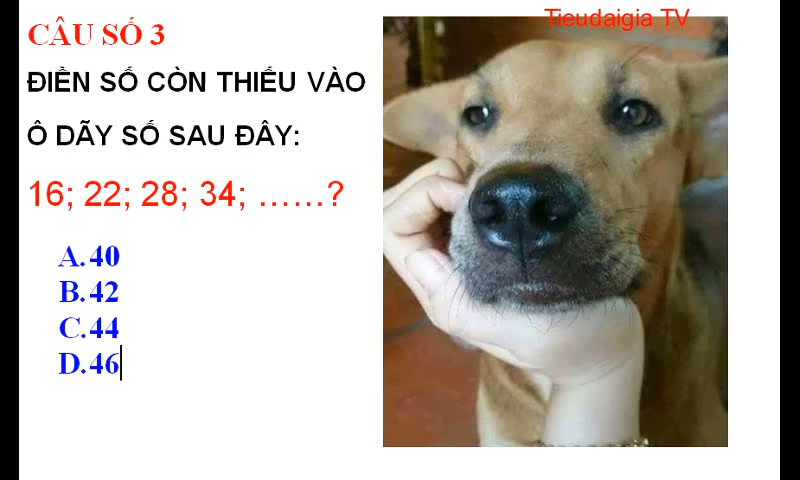 Tieudaigia TV
CÂU SỐ 3
ĐIỀN SỐ CÒN THIẾU VÀO
Ô DÃY SỐ SAU ĐÂY:
16; 22; 28; 34; ......?
A.40
B.42
C.44
D.46